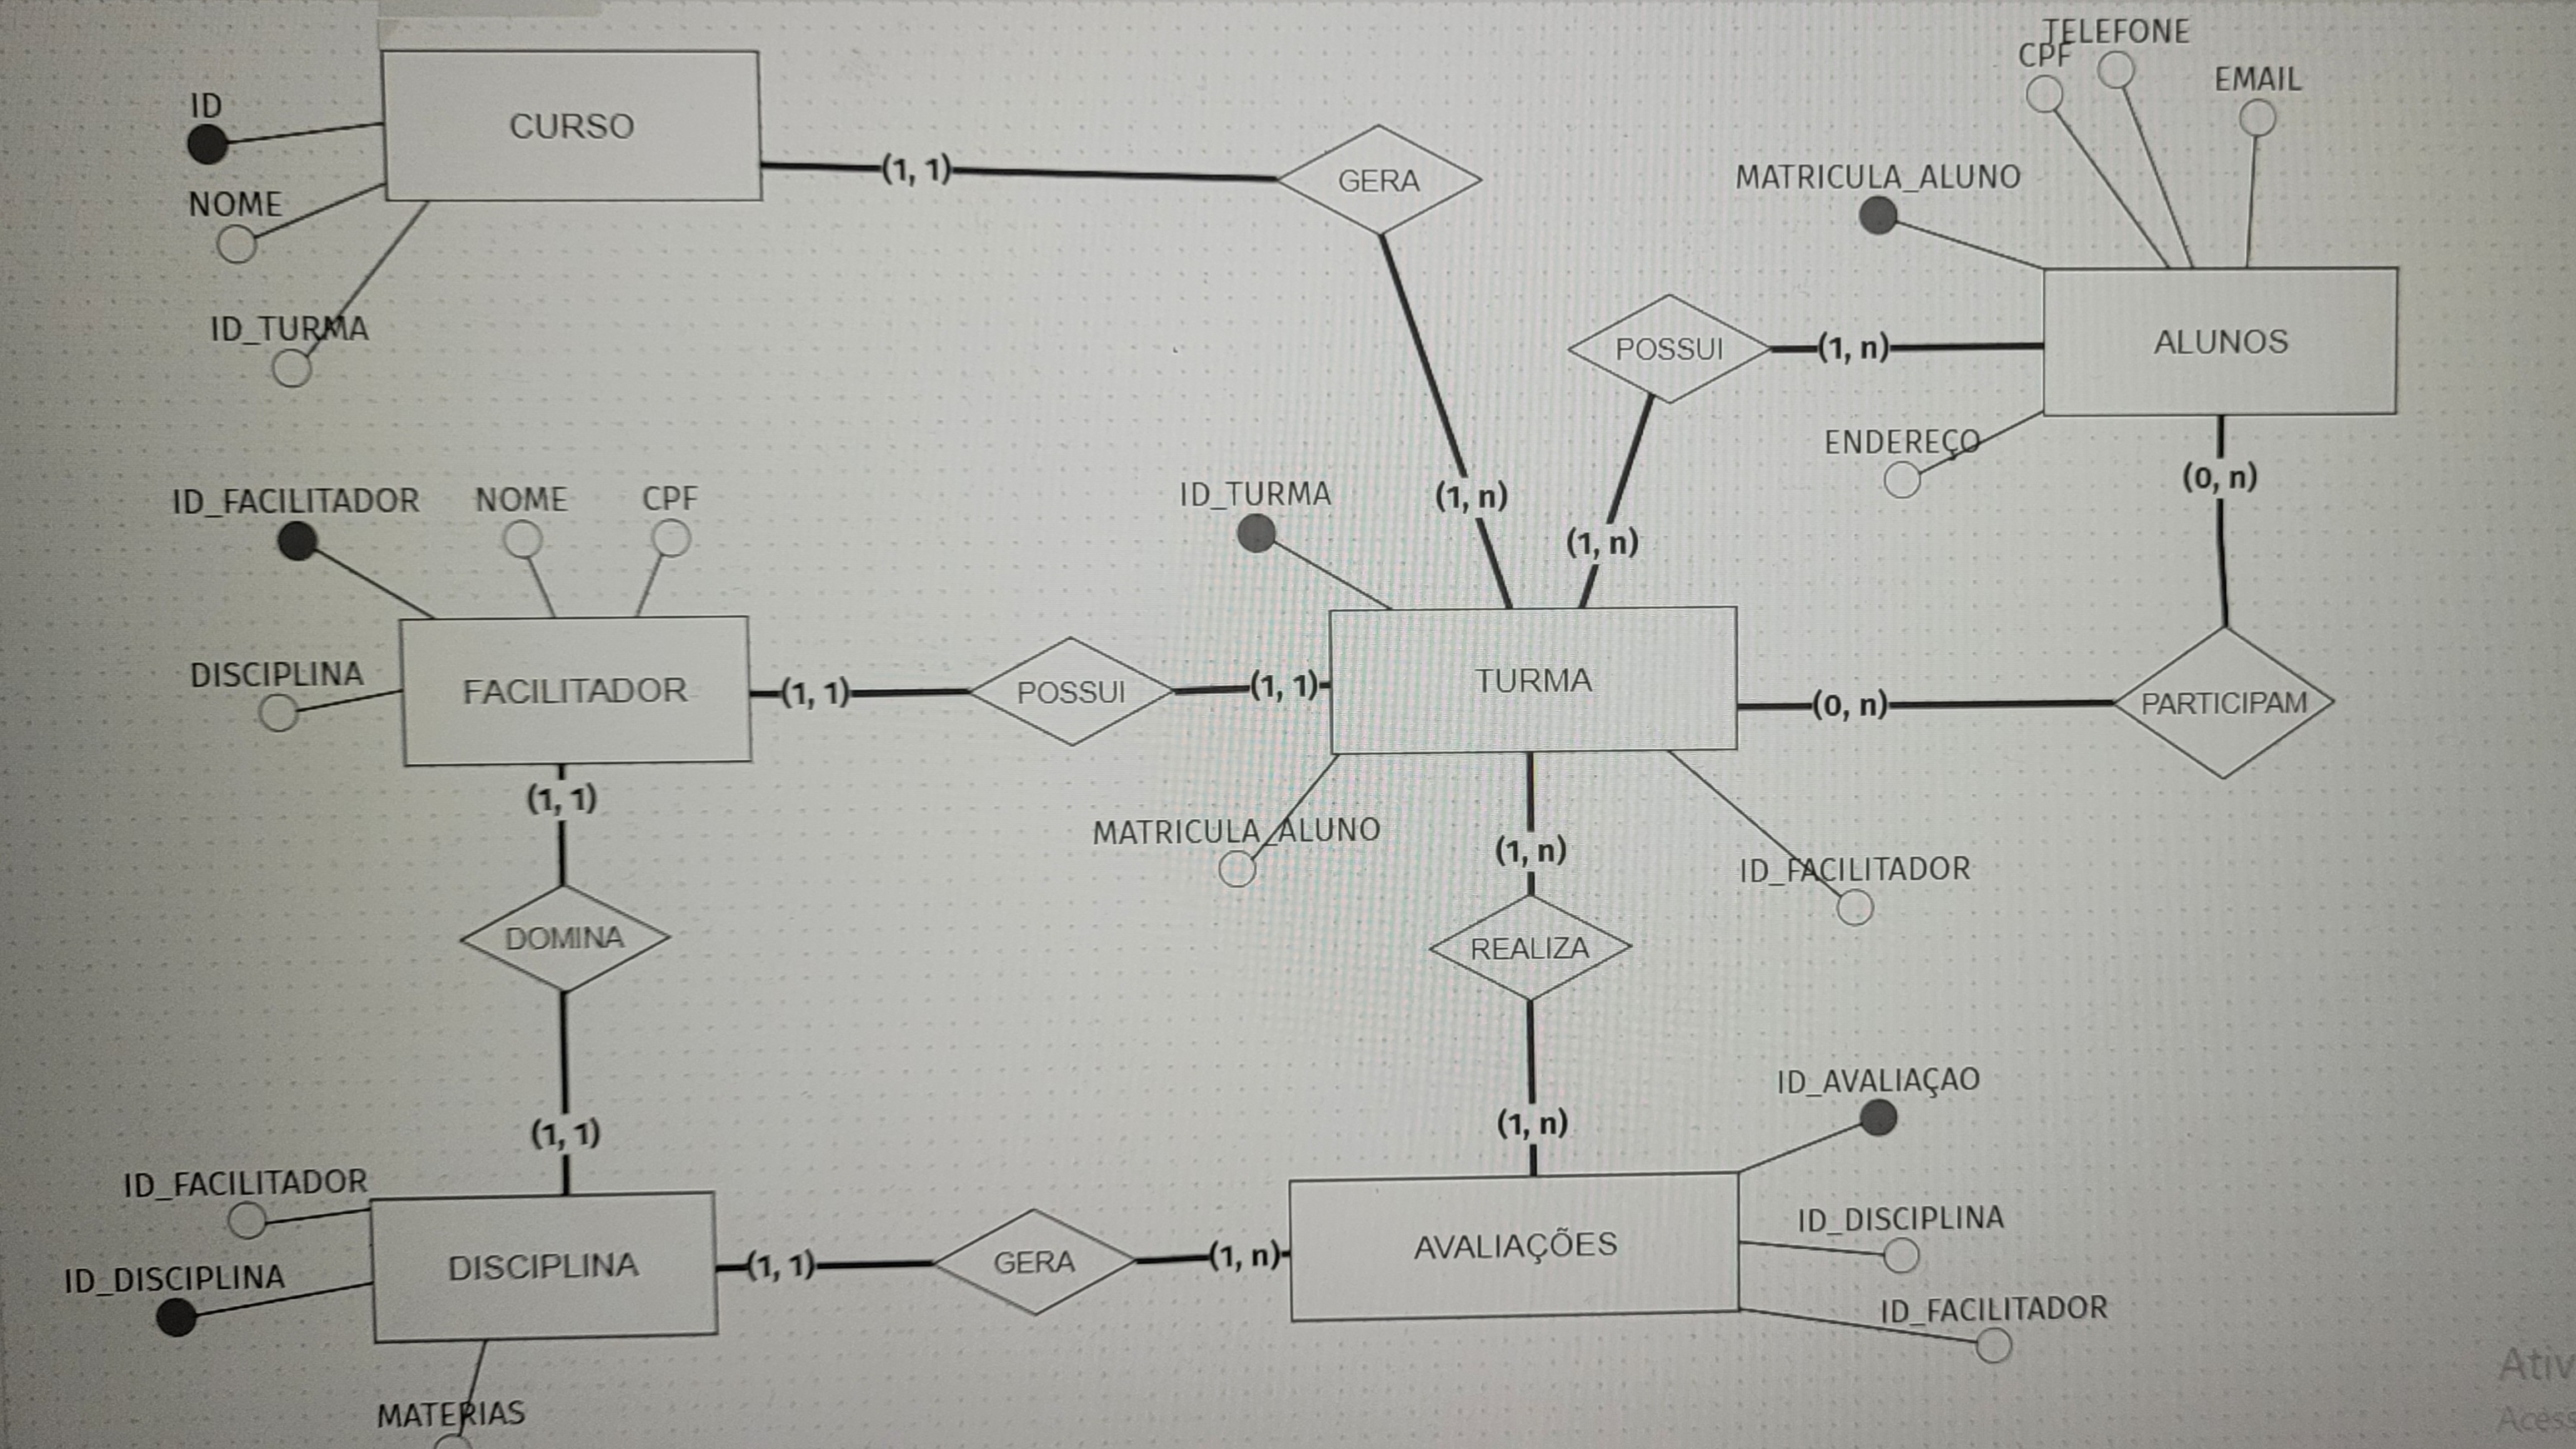 TELEFONE
CPF
EMAIL
ID
CURSO
(1, 1)
GERA
MATRICULA_ALUNO
NOME
ID_TURMA
POSSUI
(1, n)
ALUNOS
ENDEREÇO
(0, n)
ID_FACILITADOR
NOME
CPF
ID_TURMA
(1, n)
(1, n)
DISCIPLINA
FACILITADOR
(1, 1)
POSSUI
(1, 1)
TURMA
(0, n)
PARTICIPAM
(1, 1)
MATRICULA_ALUNO
(1, n)
ID_FACILITADOR
DOMINA
REALIZA
ID_AVALIAÇAO
(1, 1)
(1, n)
ID_FACILITADOR
ID_DISCIPLINA
DISCIPLINA
(1, 1)
GERA
(1, n)
AVALIAÇÕES
ID_DISCIPLINA
ID_FACILITADOR
MATERIAS
Ativ
Aces